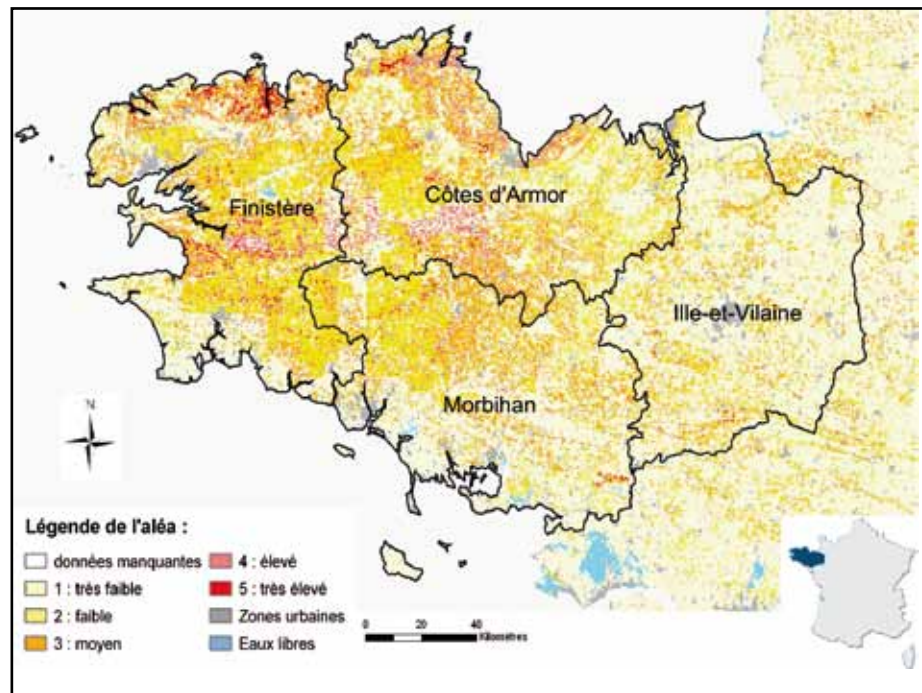 Côtes d'Armor
Finistère
Ille-et-Vilaine
Morbihan
N
Légende de l'aléa :
données manquantes
1 : très faible
2 : faible
3 : moyen
4 : élevé
5 : très élevé
Zones urbaines
Eaux libres
0 20 40
Kilomètres